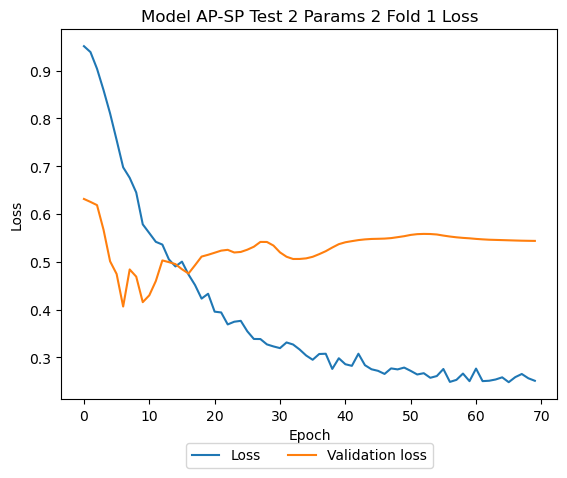 Model AP-SP Test 2 Params 2 Fold 1 Loss
Loss
0.9
0.8
0.7
0.6
0.5
0.4
0.3
0 10 20 30 40 50 60 70
Epoch
Loss Validation loss